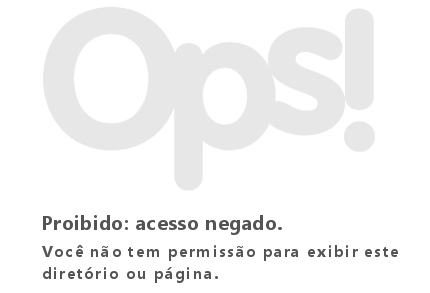 Ops!
Proibido: acesso negado.
Você não tem permissão para exibir este
diretório ou página.